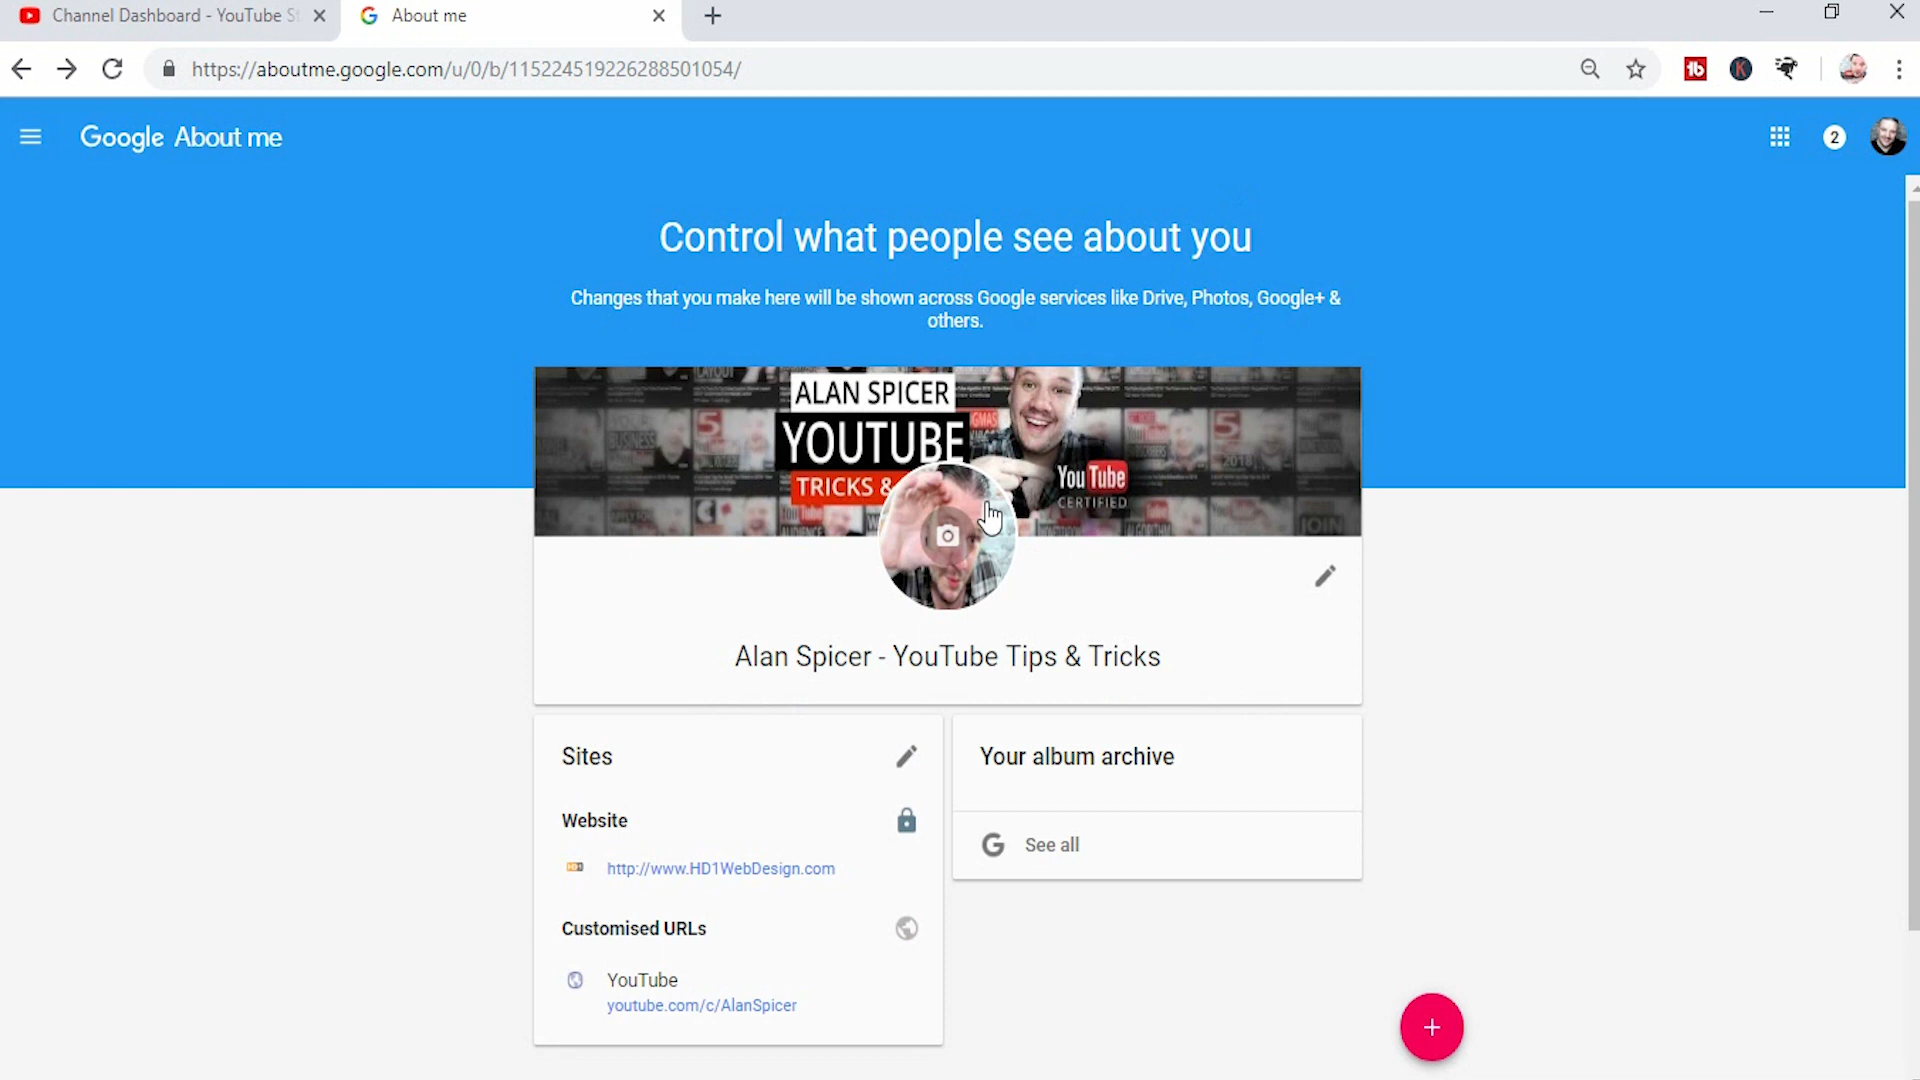 Channel Dashboard - YouTube St
About me
https://aboutme.google.com/u/0/b/115224519226288501054/
Google About me
2
Control what people see about you
Changes that you make here will be shown across Google services like Drive, Photos, Google+ &
others.
ALAN SPICER
YOUTUBE
TRICKS &
YouTube
CERTIFIED
JOIN
Alan Spicer - YouTube Tips & Tricks
Sites
Website
http://www.HD1WebDesign.com
Customised URLs
YouTube
youtube.com/c/AlanSpicer
Your album archive
See all